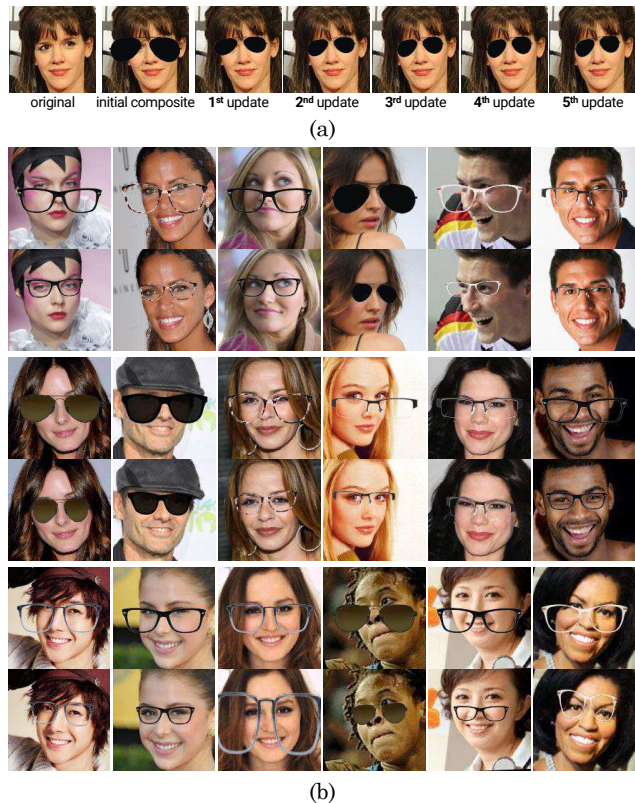 original initial composite 1st update 2nd update 3rd update 4th update 5th update
(a)
(b)